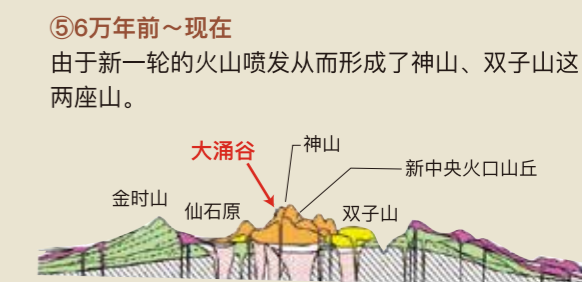 ⑤6万年前～现在
由于新一轮的火山喷发从而形成了神山、双子山这
两座山。
神山
大涌谷
新中央火口山丘
金时山
仙石原
双子山